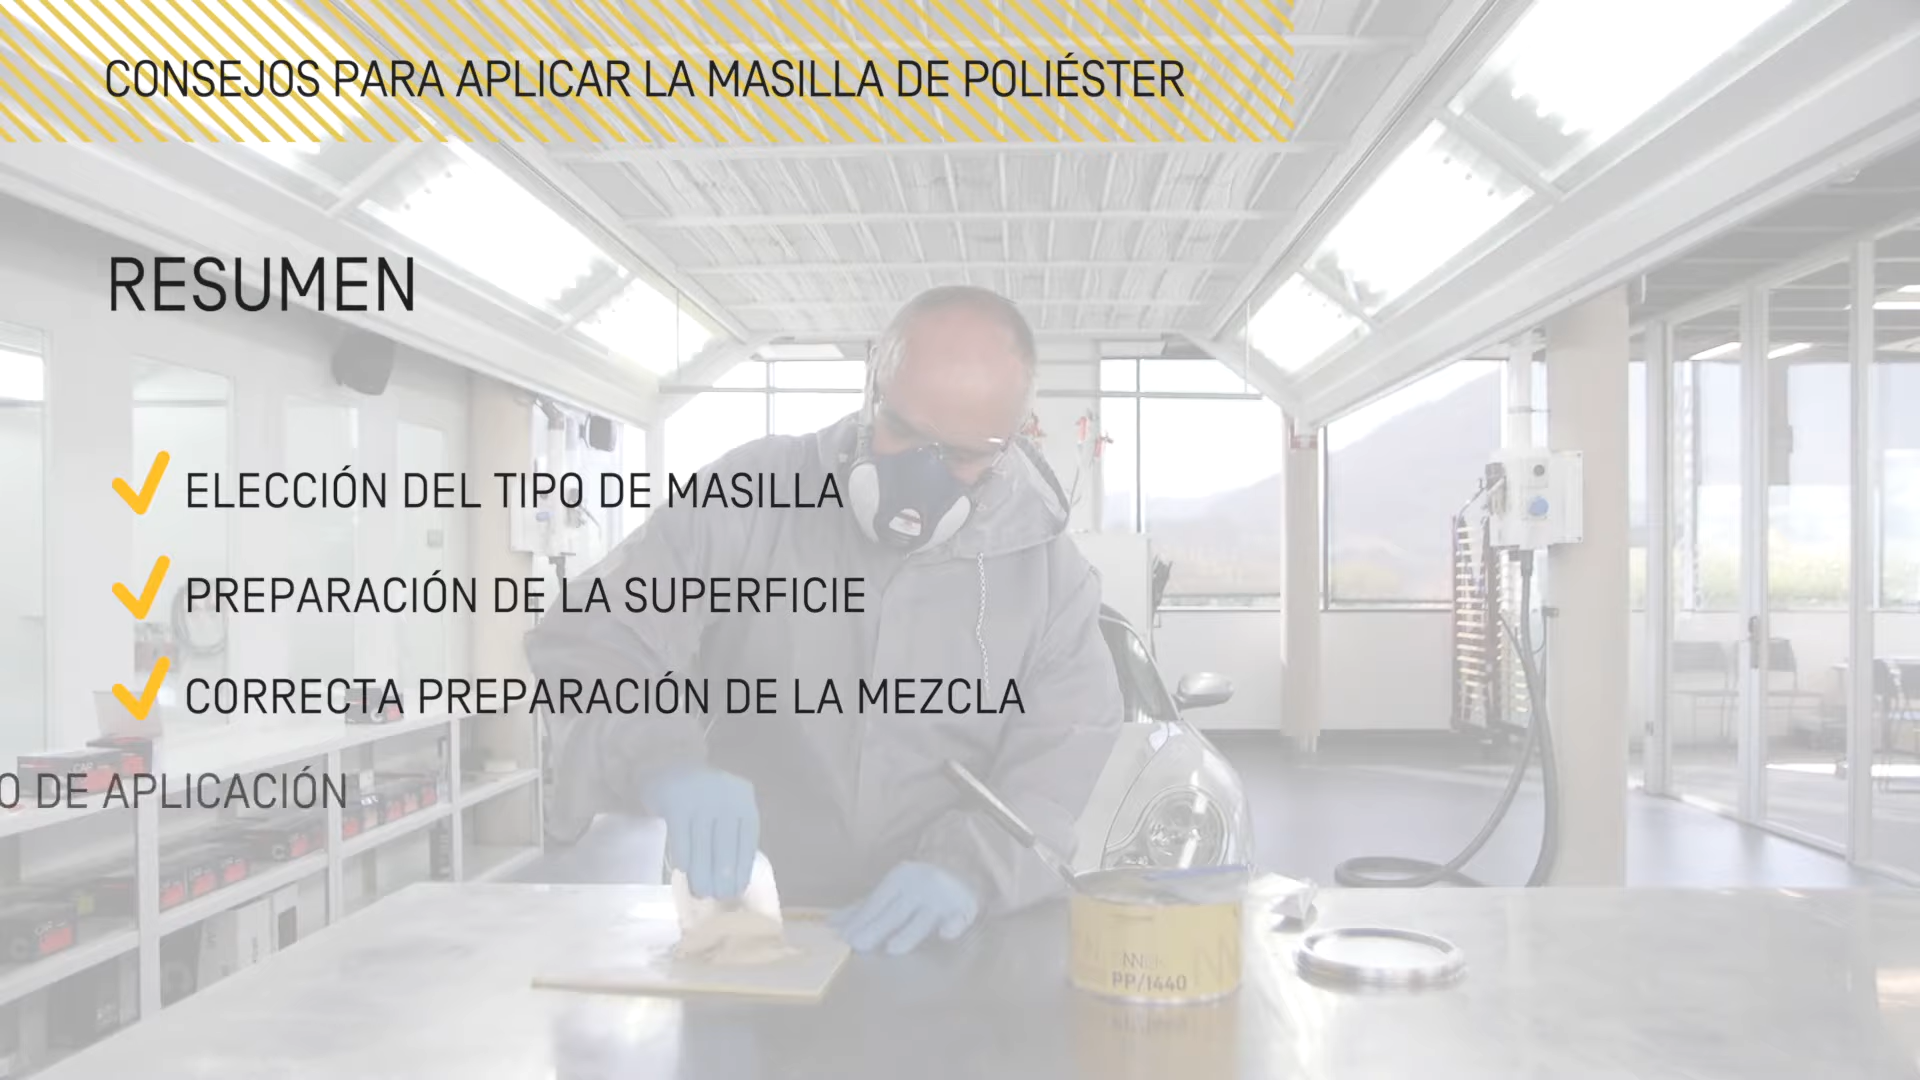 CONSEJOS PARA APLICAR LA MASILLA DE POLIÉSTER
RESUMEN
ELECCIÓN DEL TIPO DE MASILLA
PREPARACIÓN DE LA SUPERFICIE
CORRECTA PREPARACIÓN DE LA MEZCLA
O DE APLICACIÓN
PP/1440